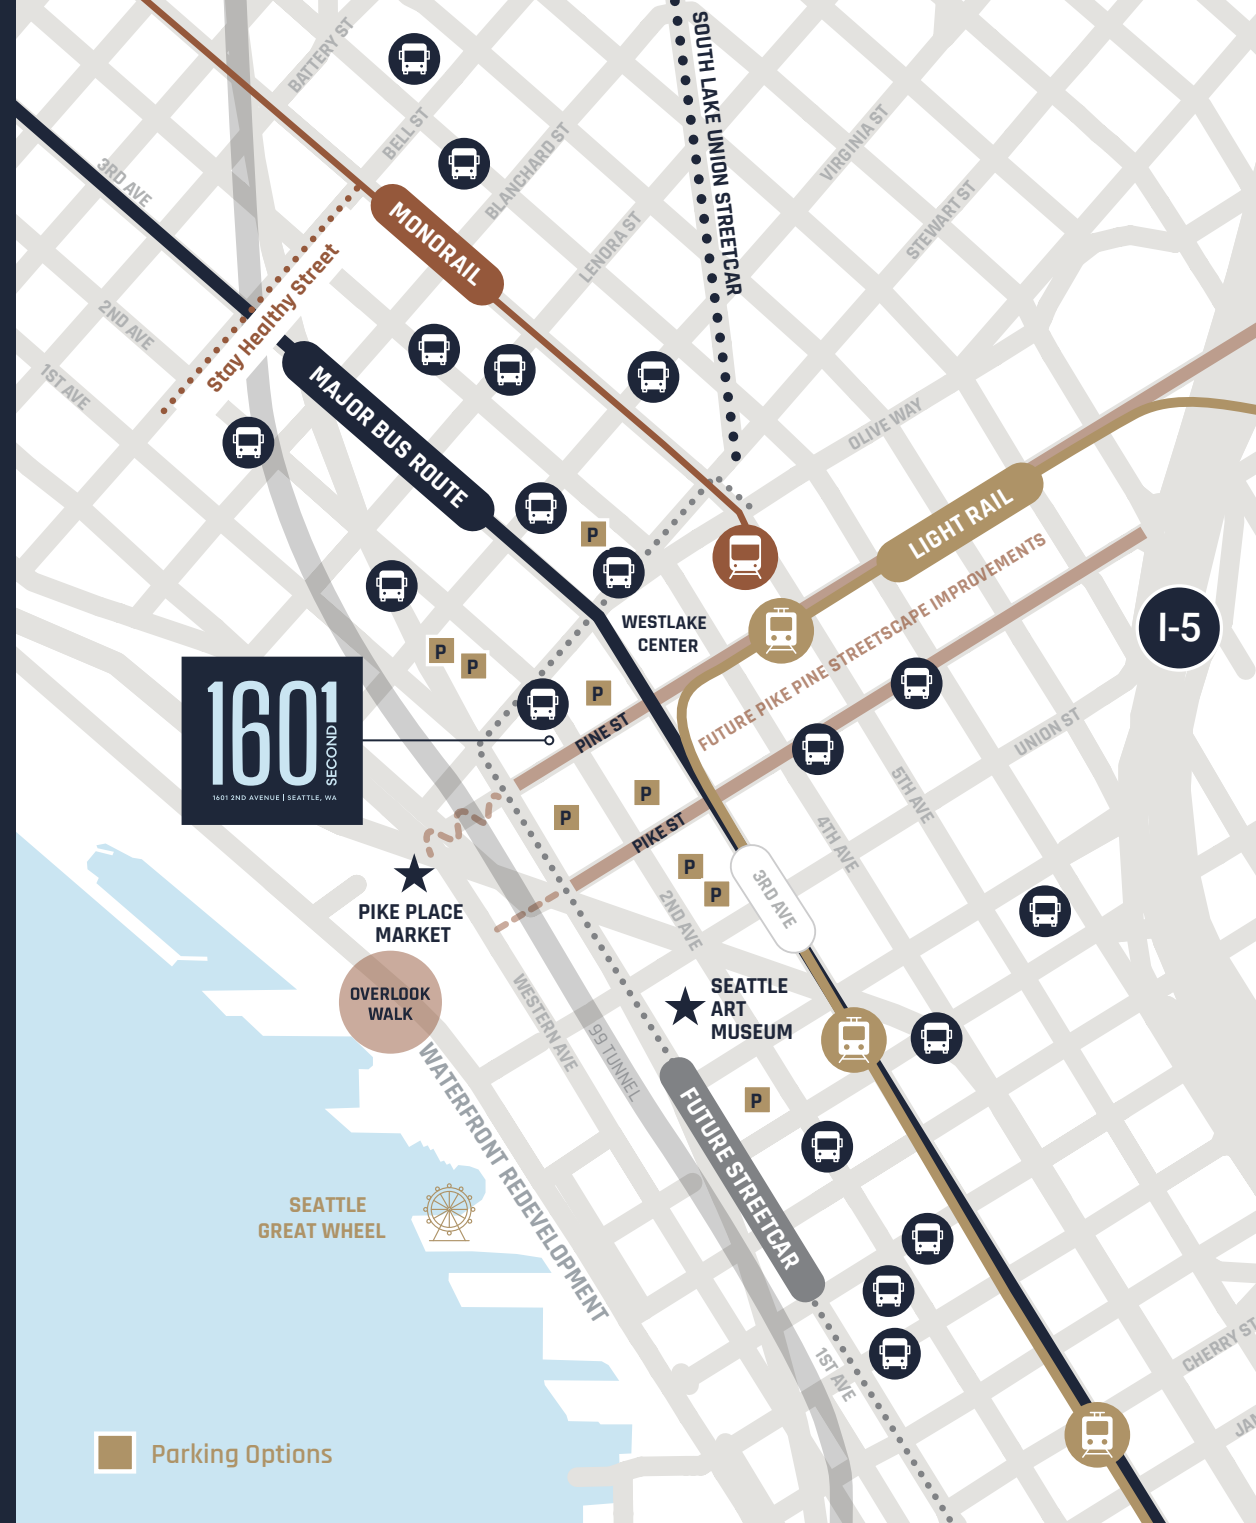 BATTERY ST
SOUTH LAKE UNION STREETCAR
BELL ST
BLANCHARD ST
VIRGINIA ST
3RD AVE
STEWART ST
MONORAIL
LENORA ST
Stay Healthy Street
2ND AVE
1ST AVE
MAJOR BUS ROUTE
OLIVE WAY
LIGHT RAIL
P
FUTURE PIKE PINE STREETSCAPE IMPROVEMENTS
WESTLAKE
CENTER
I-5
P
P
P
1601
SECOND
1601 2ND AVENUE | SEATTLE, WA
PINE ST
UNION ST
5TH AVE
P
P
PIKE ST
4TH AVE
P
P
3RD AVE
2ND AVE
PIKE PLACE
MARKET
OVERLOOK
WALK
SEATTLE
ART
MUSEUM
WESTERN AVE
99 TUNNEL
P
WATERFRONT REDEVELOPMENT
FUTURE STREETCAR
SEATTLE
GREAT WHEEL
1ST AVE
CHERRY ST
JAM
Parking Options